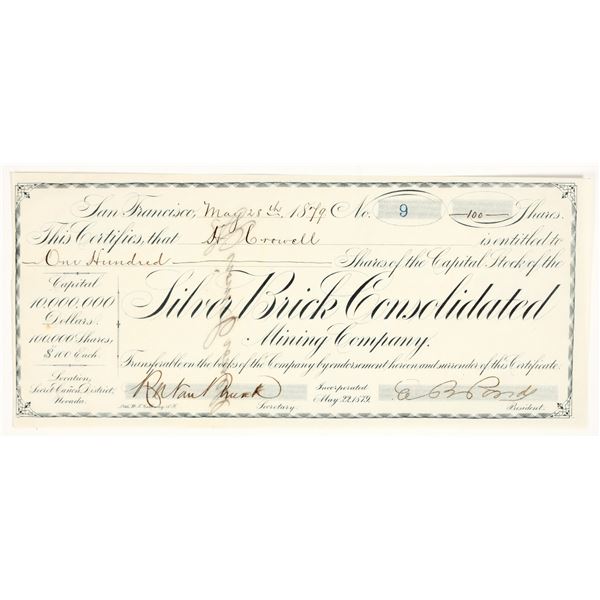 San Francisco, May 28th 1879 No. 9 100 Shares.
This Certifies, that H. Crowell is entitled to
One Hundred Shares of the Capital Stock of the
Silver Brick Consolidated
Mining Company.
Transferable on the books of the Company by endorsement hereon and surrender of this Certificate.
Capital
10,000,000
Dollars.
100,000 Shares,
$100 Each.
Location,
Secret Cañon District,
Nevada.
Secretary.
Incorporated
May 22, 1879.
President.